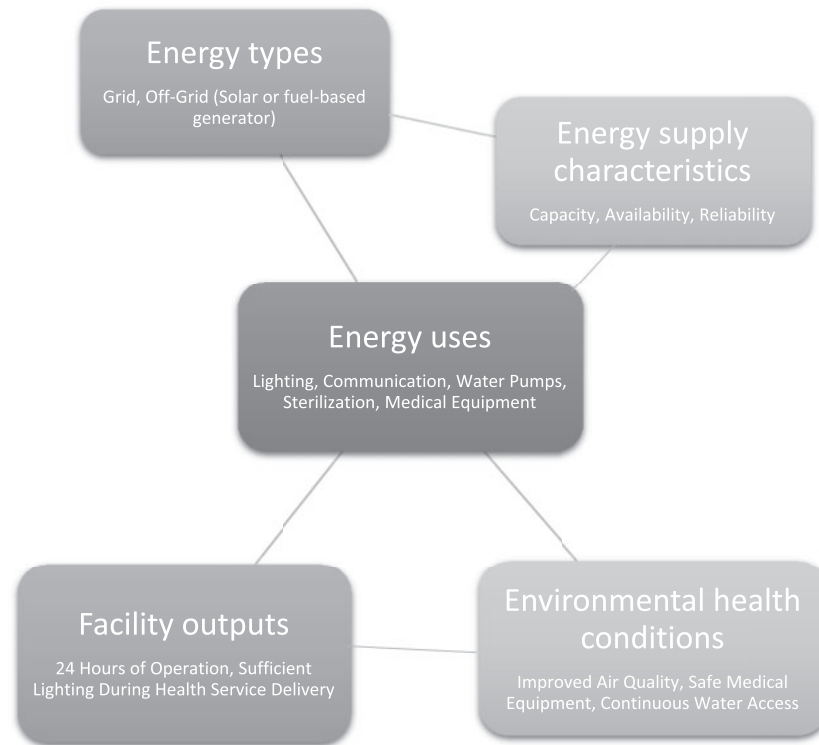 Energy types
Grid, Off-Grid (Solar or fuel-based
generator)
Energy supply
characteristics
Capacity, Availability, Reliability
Energy uses
Lighting, Communication, Water Pumps,
Sterilization, Medical Equipment
Facility outputs
24 Hours of Operation, Sufficient
Lighting During Health Service Delivery
Environmental health
conditions
Improved Air Quality, Safe Medical
Equipment, Continuous Water Access